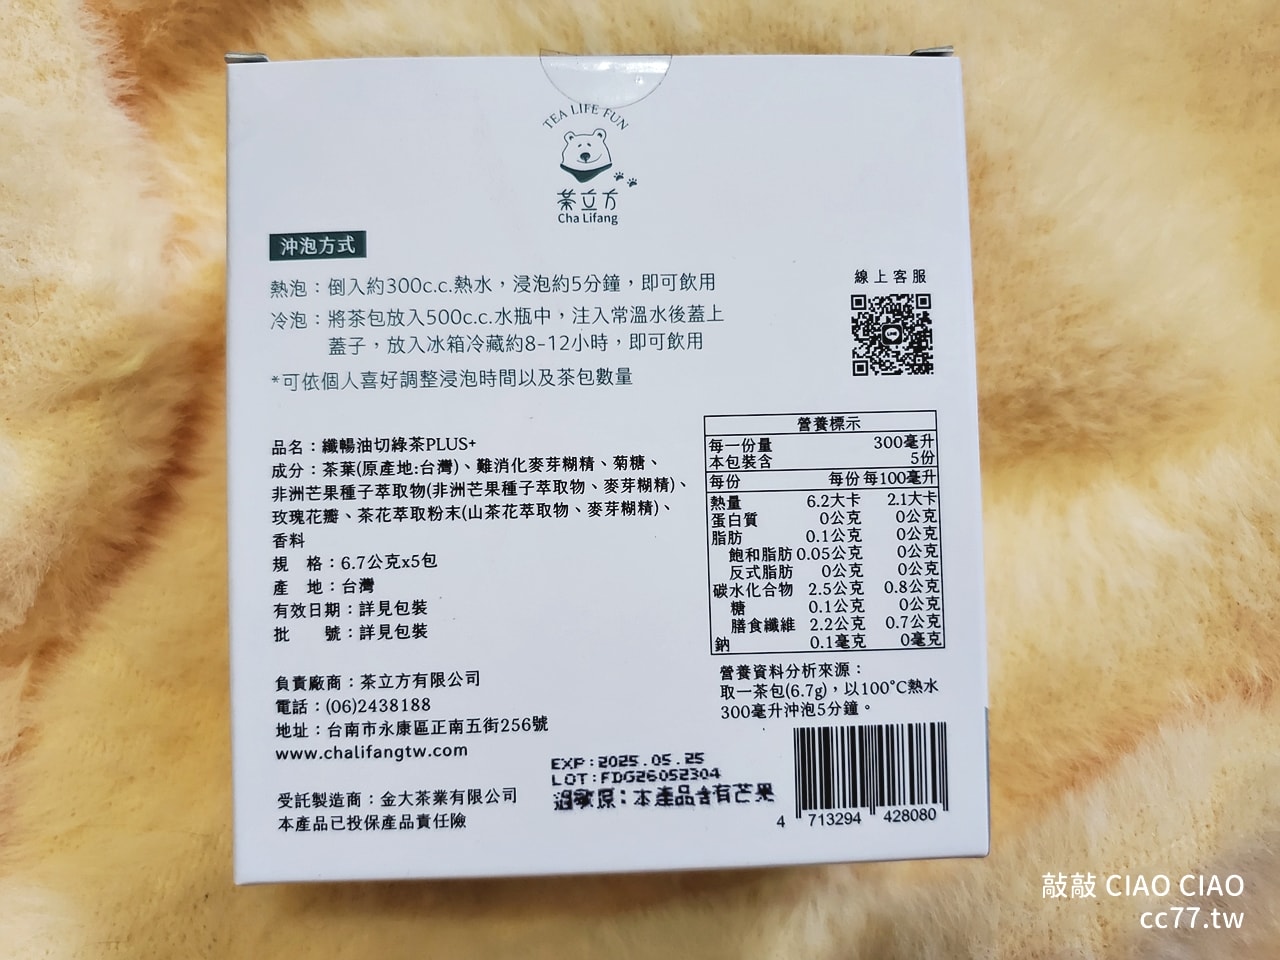 TEA LIFE FUN
茶立方
Cha Lifang
沖泡方式
熱泡：倒入約300c.c.熱水，浸泡約5分鐘，即可飲用
冷泡：將茶包放入500c.c.水瓶中，注入常溫水後蓋上
蓋子，放入冰箱冷藏約8-12小時，即可飲用
*可依個人喜好調整浸泡時間以及茶包數量
線上客服
品名：纖暢油切綠茶PLUS+
成分：茶葉(原產地:台灣)、難消化麥芽糊精、菊糖、
非洲芒果種子萃取物(非洲芒果種子萃取物、麥芽糊精)、
玫瑰花瓣、茶花萃取粉末(山茶花萃取物、麥芽糊精)、
香料
規　格：6.7公克x5包
產　地：台灣
有效日期：詳見包裝
批　　號：詳見包裝
負責廠商：茶立方有限公司
電話：(06)2438188
地址：台南市永康區正南五街256號
www.chalifangtw.com
受託製造商：金大茶業有限公司
本產品已投保產品責任險
營養標示
每一份量 300毫升
本包裝含 5份
每份 每份 每100毫升
熱量 6.2大卡 2.1大卡
蛋白質 0公克 0公克
脂肪 0.1公克 0公克
飽和脂肪 0.05公克 0公克
反式脂肪 0公克 0公克
碳水化合物 2.5公克 0.8公克
糖 0.1公克 0公克
膳食纖維 2.2公克 0.7公克
鈉 0.1毫克 0毫克
營養資料分析來源：
取一茶包(6.7g)，以100°C熱水
300毫升沖泡5分鐘。
EXP:2025.05.25
LOT:FDG26052304
過敏原：本產品含有芒果
4 713294 428080
敲敲 CIAO CIAO
cc77.tw